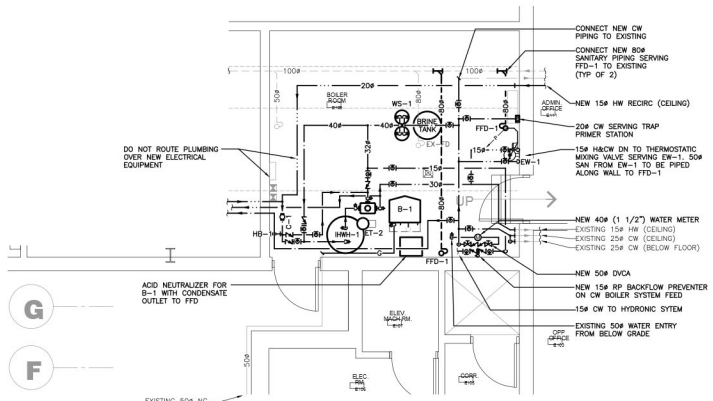 CONNECT NEW CW
PIPING TO EXISTING
CONNECT NEW 80ø
SANITARY PIPING SERVING
FFD-1 TO EXISTING
(TYP OF 2)
100ø
100ø
20ø
50ø
BOILER
ROOM
WS-1
80ø
80ø
ADMIN
OFFICE
NEW 15ø HW RECIRC (CEILING)
40ø
40ø
BRINE
TANK
FFD-1
20ø CW SERVING TRAP
PRIMER STATION
32ø
EX-FD
15ø
DO NOT ROUTE PLUMBING
OVER NEW ELECTRICAL
EQUIPMENT
15ø H&CW DN TO THERMOSTATIC
MIXING VALVE SERVING EW-1. 50ø
SAN FROM EW-1 TO BE PIPED
ALONG WALL TO FFD-1
EW-1
15ø
30ø
UP
80ø
B-1
C-1
HB-1
IHWH-1
ET-2
G
FFD-1
NEW 40ø (1 1/2") WATER METER
EXISTING 15ø HW (CEILING)
EXISTING 25ø CW (CEILING)
EXISTING 25ø CW (BELOW FLOOR)
NEW 50ø DVCA
ACID NEUTRALIZER FOR
B-1 WITH CONDENSATE
OUTLET TO FFD
NEW 15ø RP BACKFLOW PREVENTER
ON CW BOILER SYSTEM FEED
15ø CW TO HYDRONIC SYTEM
EXISTING 50ø WATER ENTRY
FROM BELOW GRADE
G
F
ELEV
MACH.RM.
OPP
OFFICE
50ø
ELEC.
RM.
CORR.
EXISTING 50ø NG